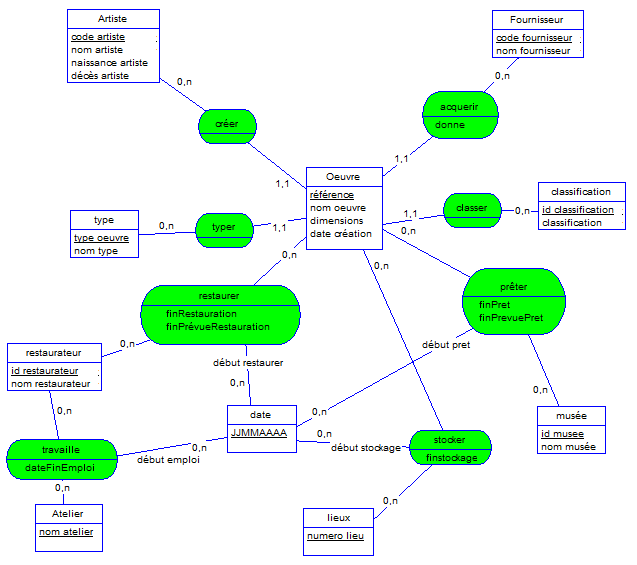 Artiste
code artiste
nom artiste
naissance artiste
décès artiste
0,n
créer
1,1
Fournisseur
code fournisseur
nom fournisseur
0,n
acquerir
donne
1,1
Oeuvre
référence
nom oeuvre
dimensions
date création
type
type oeuvre
nom type
0,n
typer
1,1
1,1
classer
0,n
classification
id classification
classification
0,n
0,n
0,n
restaurer
finRestauration
finPrévueRestauration
prêter
finPret
finPrevuePret
restaurateur
id restaurateur
nom restaurateur
0,n
début restaurer
0,n
début pret
0,n
0,n
musée
id musee
nom musée
date
JJMMAAAA
0,n
0,n
travaille
dateFinEmploi
début emploi
0,n
0,n
début stockage
stocker
finstockage
0,n
Atelier
nom atelier
0,n
lieux
numero lieu